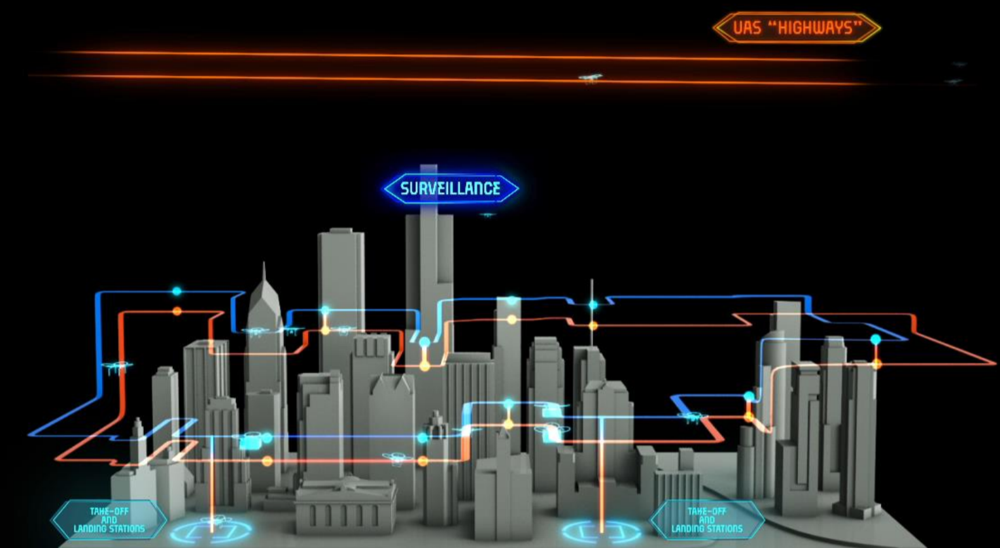 UAS “HIGHWAYS”
SURVEILLANCE
TAKE-OFF
AND
LANDING STATIONS
TAKE-OFF
AND
LANDING STATIONS